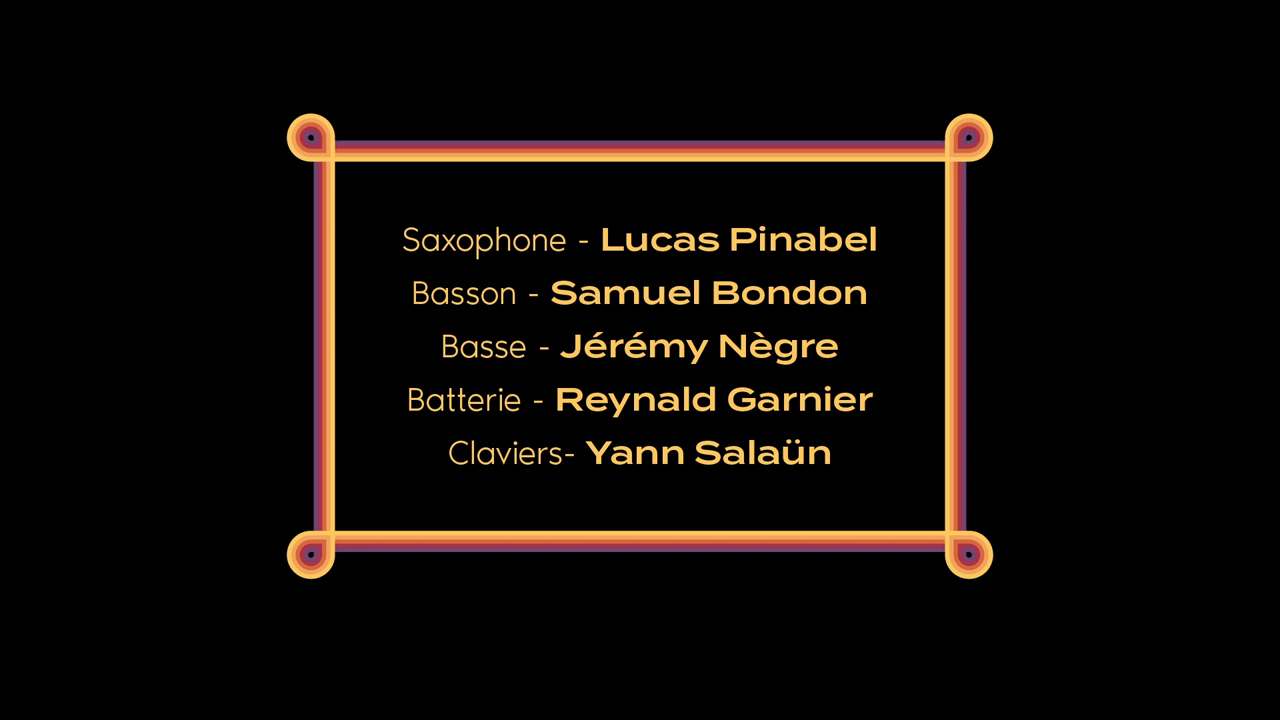 Saxophone - Lucas Pinabel
Basson - Samuel Bondon
Basse - Jérémy Nègre
Batterie - Reynald Garnier
Claviers- Yann Salaün